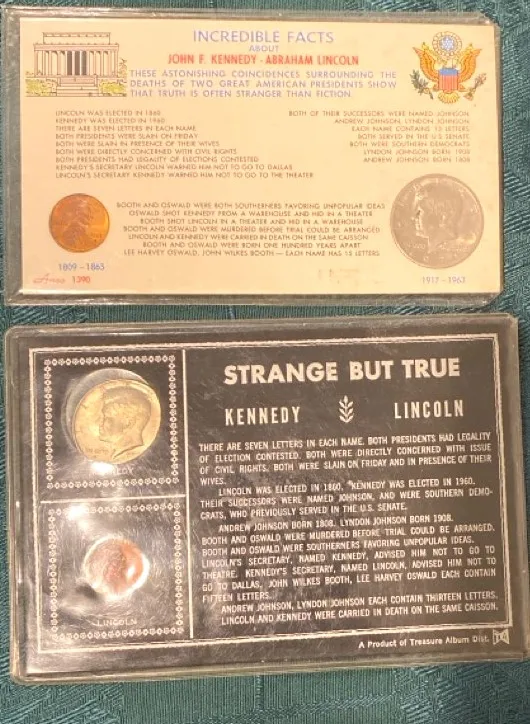 INCREDIBLE FACTS
ABOUT
JOHN F. KENNEDY - ABRAHAM LINCOLN
THESE ASTONISHING COINCIDENCES SURROUNDING THE
DEATHS OF TWO GREAT AMERICAN PRESIDENTS SHOW
THAT TRUTH IS OFTEN STRANGER THAN FICTION.
LINCOLN WAS ELECTED IN 1860
KENNEDY WAS ELECTED IN 1960
THERE ARE SEVEN LETTERS IN EACH NAME.
BOTH PRESIDENTS WERE SLAIN ON FRIDAY
BOTH WERE SLAIN IN PRESENCE OF THEIR WIVES
BOTH WERE DIRECTLY CONCERNED WITH CIVIL RIGHTS
BOTH PRESIDENTS HAD LEGALITY OF ELECTIONS CONTESTED
KENNEDY'S SECRETARY LINCOLN WARNED HIM NOT TO GO TO DALLAS
LINCOLN'S SECRETARY KENNEDY WARNED HIM NOT TO GO TO THE THEATER
BOTH OF THEIR SUCCESSORS WERE NAMED JOHNSON
ANDREW JOHNSON, LYNDON JOHNSON,
EACH NAME CONTAINS 13 LETTERS
BOTH SERVED IN THE U.S. SENATE
BOTH WERE SOUTHERN DEMOCRATS
LYNDON JOHNSON BORN 1908
ANDREW JOHNSON BORN 1808
BOOTH AND OSWALD WERE BOTH SOUTHERNERS FAVORING UNPOPULAR IDEAS
OSWALD SHOT KENNEDY FROM A WAREHOUSE AND HID IN A THEATER
BOOTH SHOT LINCOLN IN A THEATER AND HID IN A WAREHOUSE
BOOTH AND OSWALD WERE MURDERED BEFORE TRIAL COULD BE ARRANGED
LINCOLN AND KENNEDY WERE CARRIED IN DEATH ON THE SAME CAISSON
BOOTH AND OSWALD WERE BORN ONE HUNDRED YEARS APART
LEE HARVEY OSWALD, JOHN WILKES BOOTH — EACH NAME HAS 15 LETTERS
1809 - 1865
1390
1917 - 1963
STRANGE BUT TRUE
KENNEDY LINCOLN
THERE ARE SEVEN LETTERS IN EACH NAME. BOTH PRESIDENTS HAD LEGALITY
OF ELECTION CONTESTED. BOTH WERE DIRECTLY CONCERNED WITH ISSUE
OF CIVIL RIGHTS. BOTH WERE SLAIN ON FRIDAY AND IN PRESENCE OF THEIR
WIVES.
LINCOLN WAS ELECTED IN 1860. KENNEDY WAS ELECTED IN 1960.
THEIR SUCCESSORS WERE NAMED JOHNSON, AND WERE SOUTHERN DEMO-
CRATS, WHO PREVIOUSLY SERVED IN THE U.S. SENATE.
ANDREW JOHNSON BORN 1808. LYNDON JOHNSON BORN 1908.
BOOTH AND OSWALD WERE MURDERED BEFORE TRIAL COULD BE ARRANGED.
BOOTH AND OSWALD WERE SOUTHERNERS FAVORING UNPOPULAR IDEAS.
LINCOLN'S SECRETARY, NAMED KENNEDY, ADVISED HIM NOT TO GO TO
THEATRE. KENNEDY'S SECRETARY, NAMED LINCOLN, ADVISED HIM NOT TO
GO TO DALLAS, JOHN WILKES BOOTH, LEE HARVEY OSWALD EACH CONTAIN
FIFTEEN LETTERS.
ANDREW JOHNSON, LYNDON JOHNSON EACH CONTAIN THIRTEEN LETTERS.
LINCOLN AND KENNEDY WERE CARRIED IN DEATH ON THE SAME CAISSON.
LINCOLN
A Product of Treasure Album Dist.